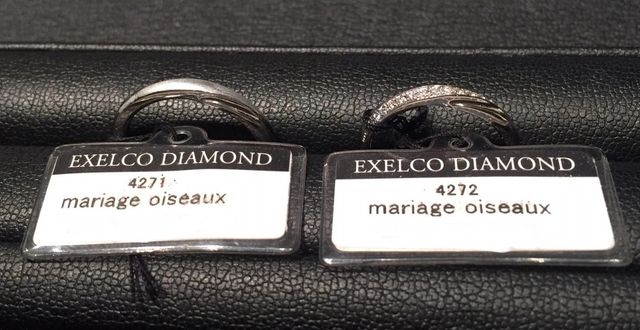 EXELCO DIAMOND
4271
mariage oiseaux
EXELCO DIAMOND
4272
mariage oiseaux